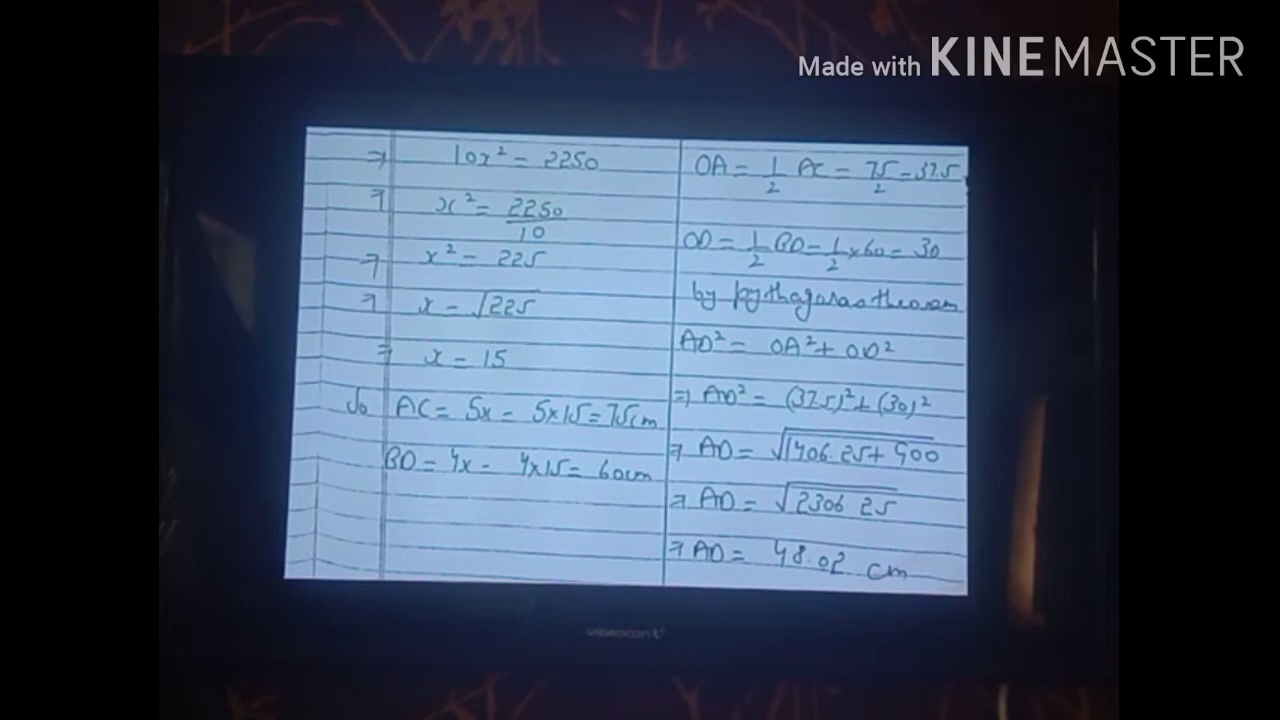 Made with KINEMASTER
⇒ 10x² = 2250
⇒ x² = 2250/10
⇒ x² = 225
⇒ x = √225
⇒ x = 15
So AC = 5x = 5×15 = 75cm
BD = 4x = 4×15 = 60cm
OA = 1/2 AC = 75/2 = 37.5
OD = 1/2 BD = 1/2 × 60 = 30
by pythagoras theorem
AD² = OA² + OD²
⇒ AD² = (37.5)² + (30)²
⇒ AD = √1406.25 + 900
⇒ AD = √2306.25
⇒ AD = 48.02 cm
videocon